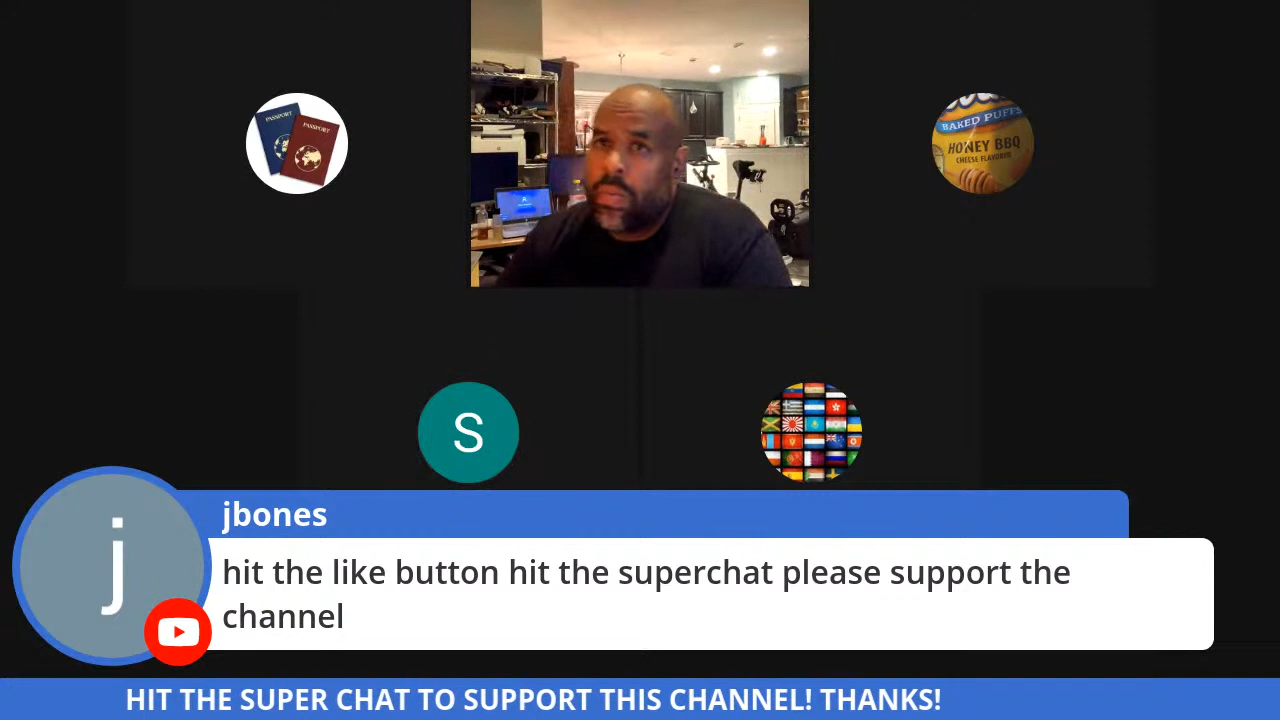 PASSPORT
PASSPORT
BAKED PUFFS
HONEY BBQ
CHEESE FLAVORED
S
j
jbones
hit the like button hit the superchat please support the
channel
HIT THE SUPER CHAT TO SUPPORT THIS CHANNEL! THANKS!